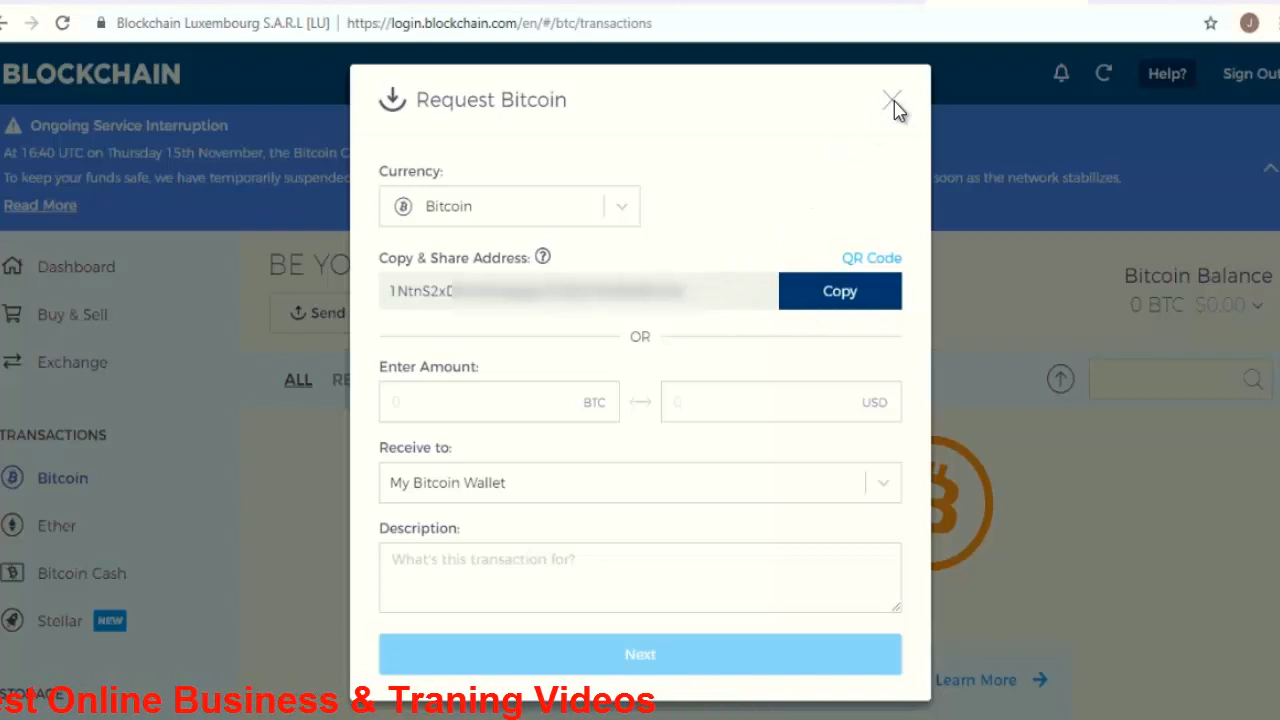 Blockchain Luxembourg S.A.R.L [LU] https://login.blockchain.com/en/#/btc/transactions
J
BLOCKCHAIN
Help?
Sign Out
Ongoing Service Interruption
At 16:40 UTC on Thursday 15th November, the Bitcoin C
To keep your funds safe, we have temporarily suspended
soon as the network stabilizes.
Read More
Dashboard
Buy & Sell
Exchange
TRANSACTIONS
Bitcoin
Ether
Bitcoin Cash
Stellar NEW
BE YO
Send
ALL RE
Bitcoin Balance
0 BTC $0.00
Request Bitcoin
Currency:
Bitcoin
Copy & Share Address: ? QR Code
1NtnS2xD
Copy
OR
Enter Amount:
0 BTC 0 USD
Receive to:
My Bitcoin Wallet
Description:
What's this transaction for?
Next
Learn More
est Online Business & Traning Videos